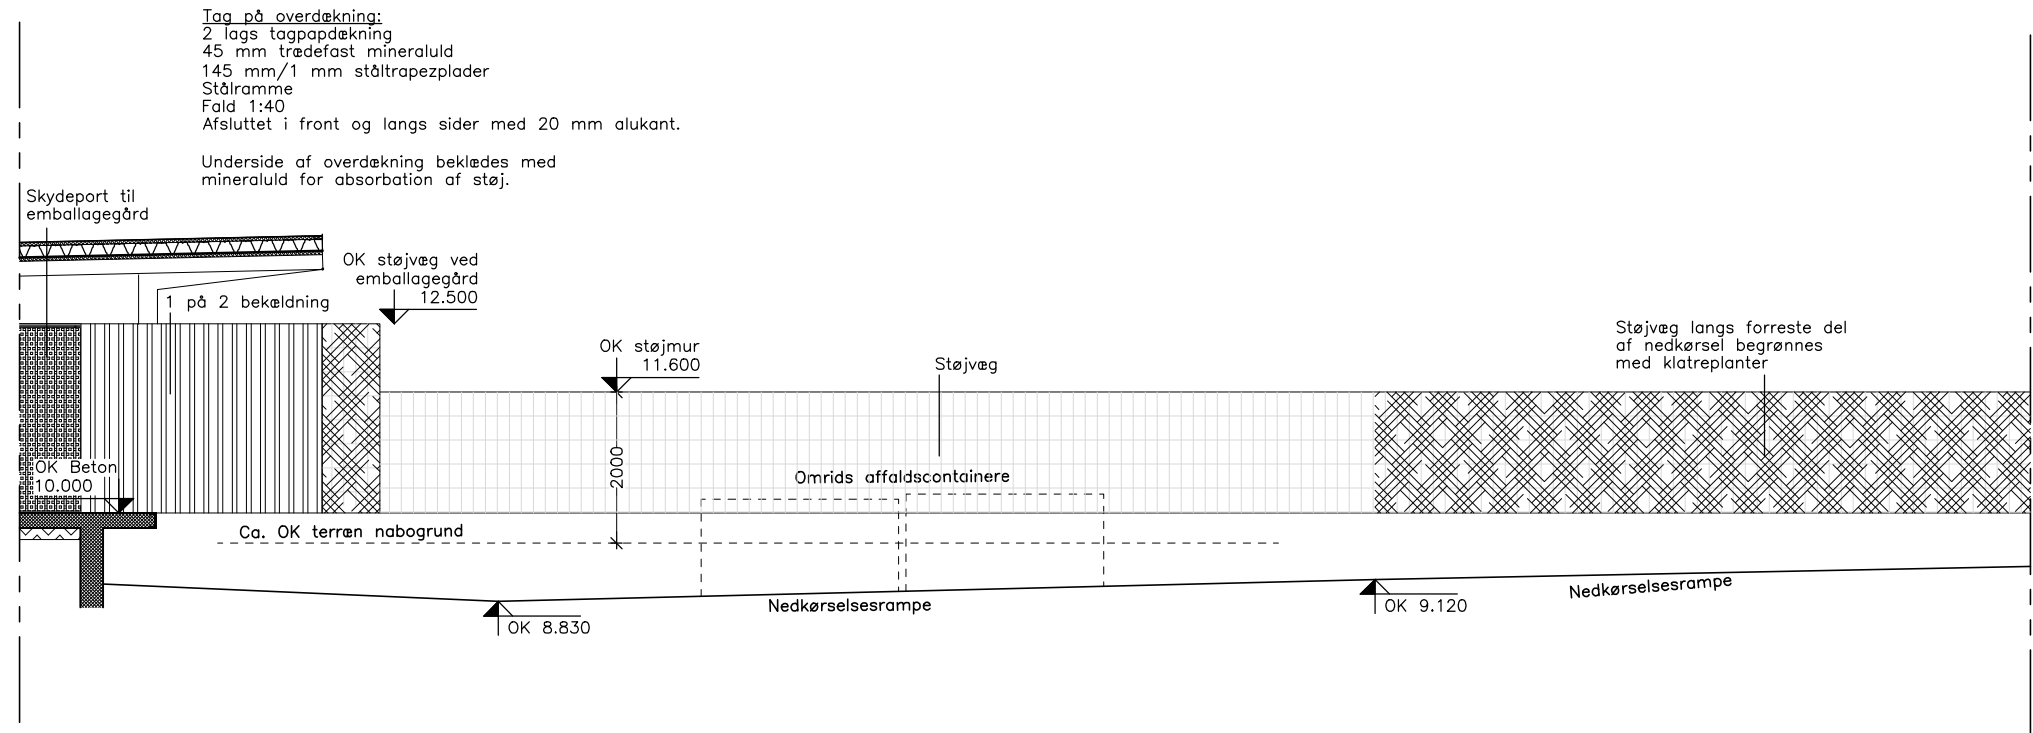 Tag på overdækning:
2 lags tagpapdækning
45 mm trædefast mineraluld
145 mm/1 mm ståltrapezplader
Stålramme
Fald 1:40
Afsluttet i front og langs sider med 20 mm alukant.
Underside af overdækning beklædes med
mineraluld for absorbation af støj.
Skydeport til
emballagegård
OK støjvæg ved
emballagegård
12.500
1 på 2 bekældning
OK støjmur
11.600
Støjvæg
Støjvæg langs forreste del
af nedkørsel begrønnes
med klatreplanter
2000
OK Beton
10.000
Omrids affaldscontainere
Ca. OK terræn nabogrund
Nedkørselsesrampe
OK 8.830
OK 9.120
Nedkørselsesrampe